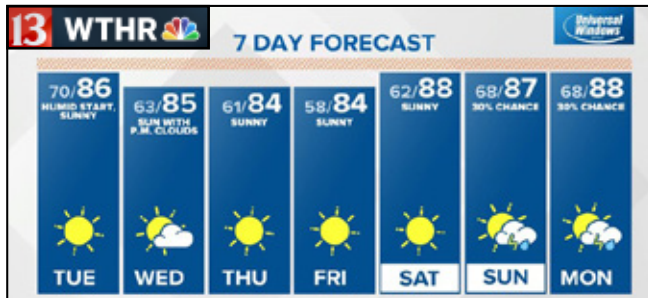 13 WTHR
Universal
Windows
7 DAY FORECAST
70/86
HUMID START,
SUNNY
TUE
63/85
SUN WITH
P.M. CLOUDS
WED
61/84
SUNNY
THU
58/84
SUNNY
FRI
62/88
SUNNY
SAT
68/87
30% CHANCE
SUN
68/88
30% CHANCE
MON